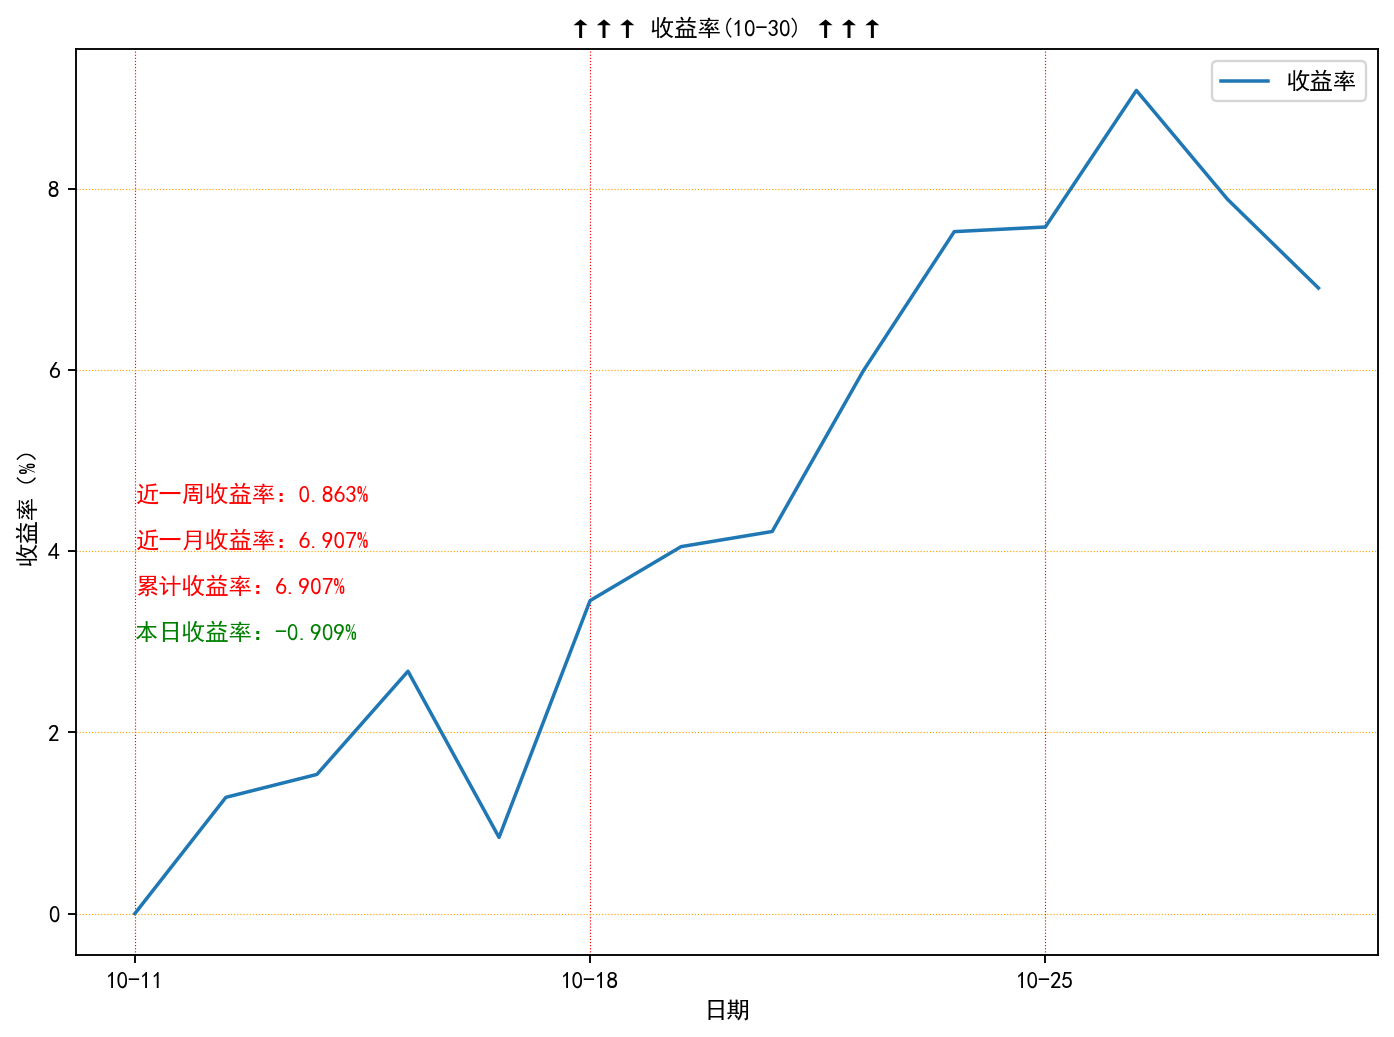 ↑↑↑ 收益率(10-30) ↑↑↑
收益率
8
6
4
2
0
收益率（%）
近一周收益率：0.863%
近一月收益率：6.907%
累计收益率：6.907%
本日收益率：-0.909%
10-11
10-18
10-25
日期